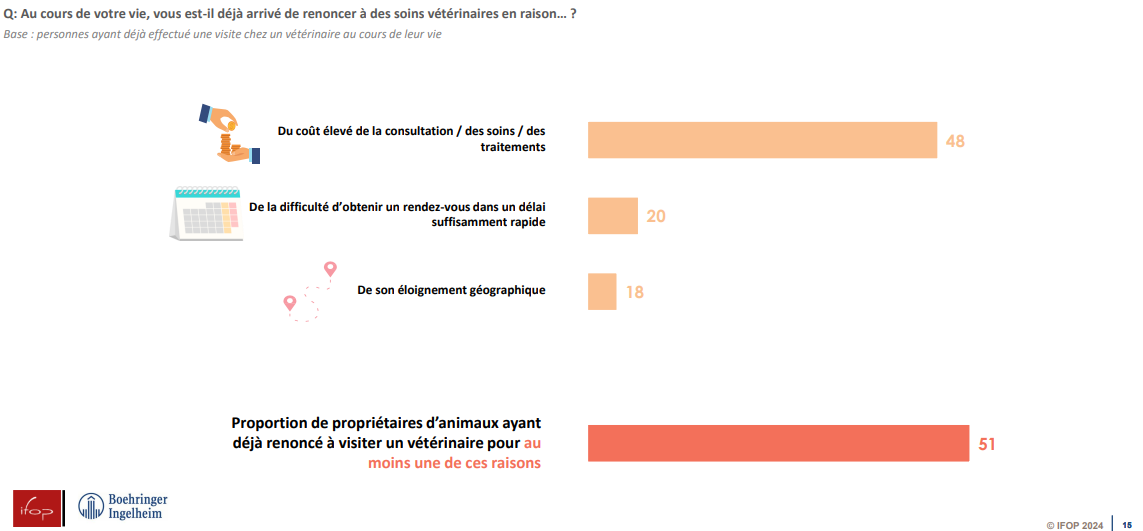 Q: Au cours de votre vie, vous est-il déjà arrivé de renoncer à des soins vétérinaires en raison… ?
Base : personnes ayant déjà effectué une visite chez un vétérinaire au cours de leur vie
Du coût élevé de la consultation / des soins / des
traitements
48
De la difficulté d’obtenir un rendez-vous dans un délai
suffisamment rapide
20
De son éloignement géographique
18
Proportion de propriétaires d’animaux ayant
déjà renoncé à visiter un vétérinaire pour au
moins une de ces raisons
51
ifop
Boehringer
Ingelheim
© IFOP 2024
15